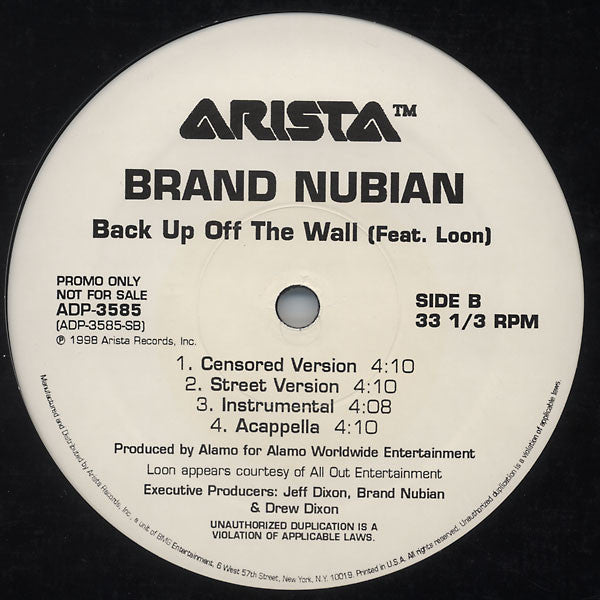 ARISTA™
BRAND NUBIAN
Back Up Off The Wall (Feat. Loon)
PROMO ONLY
NOT FOR SALE
ADP-3585
(ADP-3585-SB)
℗ 1998 Arista Records, Inc.
SIDE B
33 1/3 RPM
1. Censored Version 4:10
2. Street Version 4:10
3. Instrumental 4:08
4. Acappella 4:10
Produced by Alamo for Alamo Worldwide Entertainment
Loon appears courtesy of All Out Entertainment
Executive Producers: Jeff Dixon, Brand Nubian
& Drew Dixon
UNAUTHORIZED DUPLICATION IS A
VIOLATION OF APPLICABLE LAWS.
Manufactured and Distributed by Arista Records, Inc., a unit of BMG Entertainment, 6 West 57th Street, New York, N.Y. 10019. Printed in U.S.A. All rights reserved. Unauthorized duplication is a violation of applicable laws.